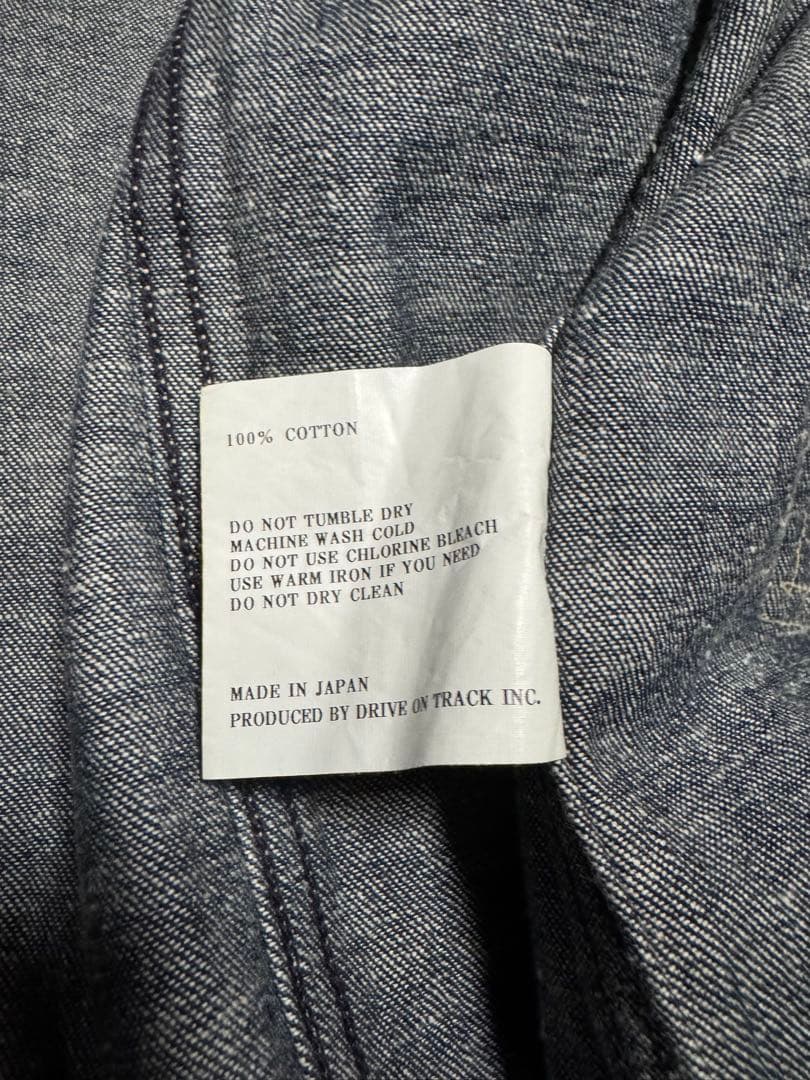 100% COTTON
DO NOT TUMBLE DRY
MACHINE WASH COLD
DO NOT USE CHLORINE BLEACH
USE WARM IRON IF YOU NEED
DO NOT DRY CLEAN
MADE IN JAPAN
PRODUCED BY DRIVE ON TRACK INC.